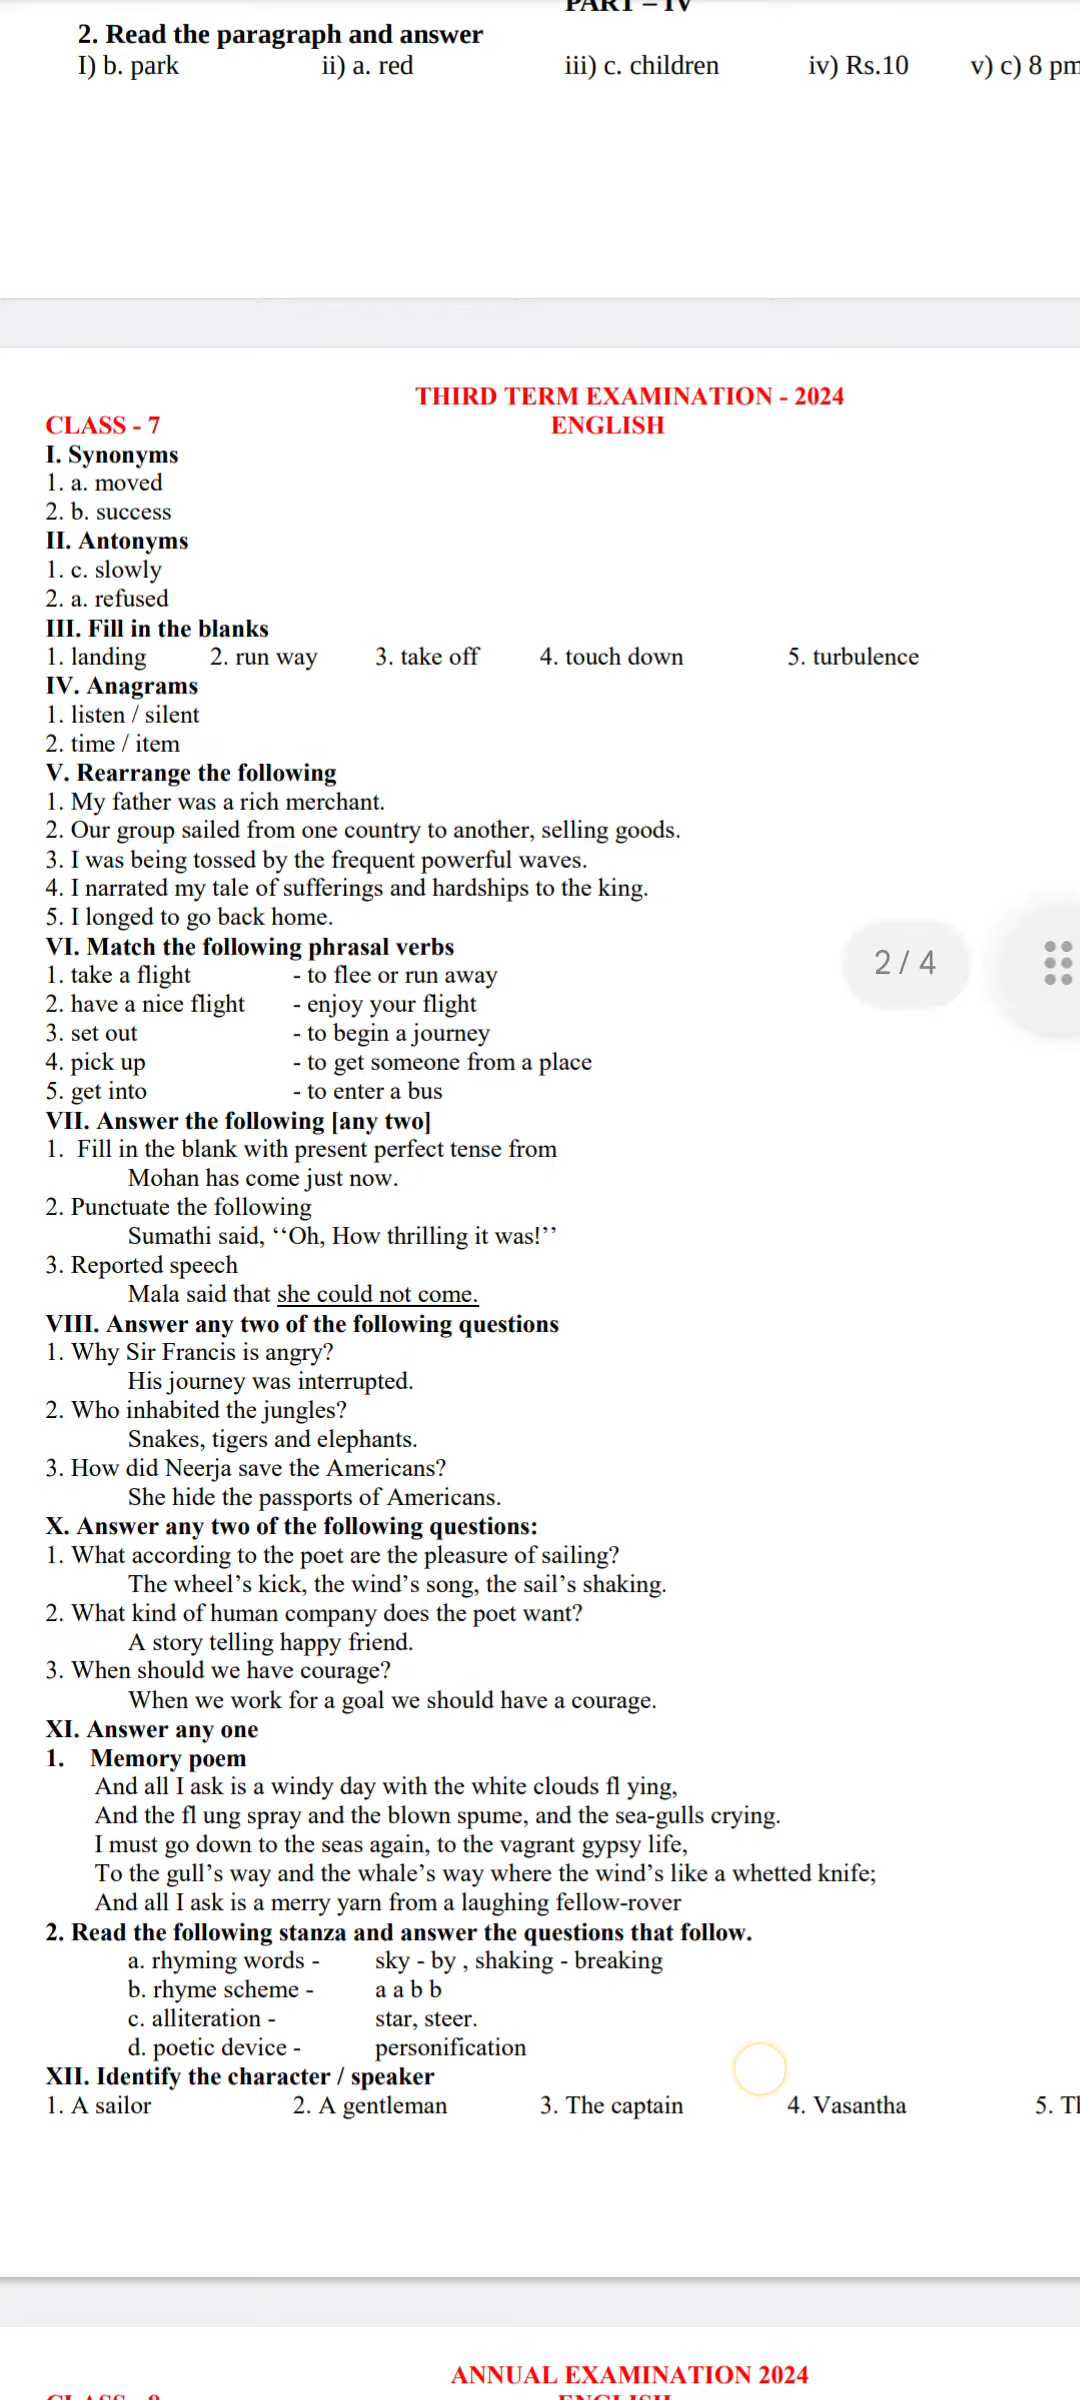 PART – IV
2. Read the paragraph and answer
I) b. park ii) a. red iii) c. children iv) Rs.10 v) c) 8 pm
THIRD TERM EXAMINATION - 2024
CLASS - 7 ENGLISH
I. Synonyms
1. a. moved
2. b. success
II. Antonyms
1. c. slowly
2. a. refused
III. Fill in the blanks
1. landing 2. run way 3. take off 4. touch down 5. turbulence
IV. Anagrams
1. listen / silent
2. time / item
V. Rearrange the following
1. My father was a rich merchant.
2. Our group sailed from one country to another, selling goods.
3. I was being tossed by the frequent powerful waves.
4. I narrated my tale of sufferings and hardships to the king.
5. I longed to go back home.
VI. Match the following phrasal verbs
2 / 4
1. take a flight - to flee or run away
2. have a nice flight - enjoy your flight
3. set out - to begin a journey
4. pick up - to get someone from a place
5. get into - to enter a bus
VII. Answer the following [any two]
1. Fill in the blank with present perfect tense from
Mohan has come just now.
2. Punctuate the following
Sumathi said, ‘‘Oh, How thrilling it was!’’
3. Reported speech
Mala said that she could not come.
VIII. Answer any two of the following questions
1. Why Sir Francis is angry?
His journey was interrupted.
2. Who inhabited the jungles?
Snakes, tigers and elephants.
3. How did Neerja save the Americans?
She hide the passports of Americans.
X. Answer any two of the following questions:
1. What according to the poet are the pleasure of sailing?
The wheel’s kick, the wind’s song, the sail’s shaking.
2. What kind of human company does the poet want?
A story telling happy friend.
3. When should we have courage?
When we work for a goal we should have a courage.
XI. Answer any one
1. Memory poem
And all I ask is a windy day with the white clouds fl ying,
And the fl ung spray and the blown spume, and the sea-gulls crying.
I must go down to the seas again, to the vagrant gypsy life,
To the gull’s way and the whale’s way where the wind’s like a whetted knife;
And all I ask is a merry yarn from a laughing fellow-rover
2. Read the following stanza and answer the questions that follow.
a. rhyming words - sky - by , shaking - breaking
b. rhyme scheme - a a b b
c. alliteration - star, steer.
d. poetic device - personification
XII. Identify the character / speaker
1. A sailor 2. A gentleman 3. The captain 4. Vasantha 5.
ANNUAL EXAMINATION 2024